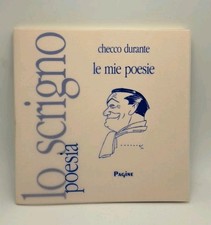 lo scrigno
poesia
checco durante
le mie poesie
PAGINE